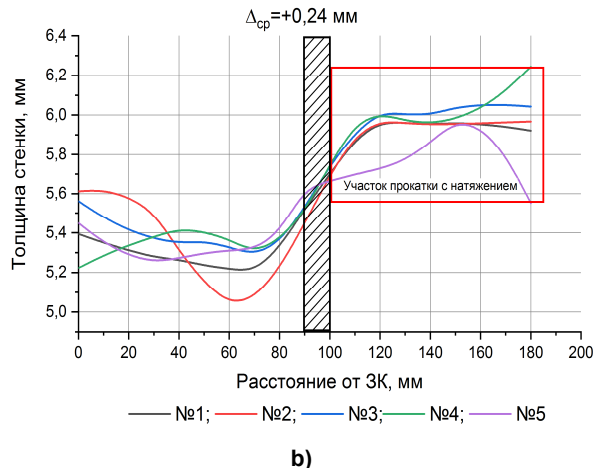 Δср=+0,24 мм
6,4
6,2
6,0
5,8
5,6
5,4
5,2
5,0
Толщина стенки, мм
Участок прокатки с натяжением
0 20 40 60 80 100 120 140 160 180 200
Расстояние от ЗК, мм
№1; №2; №3; №4; №5
b)